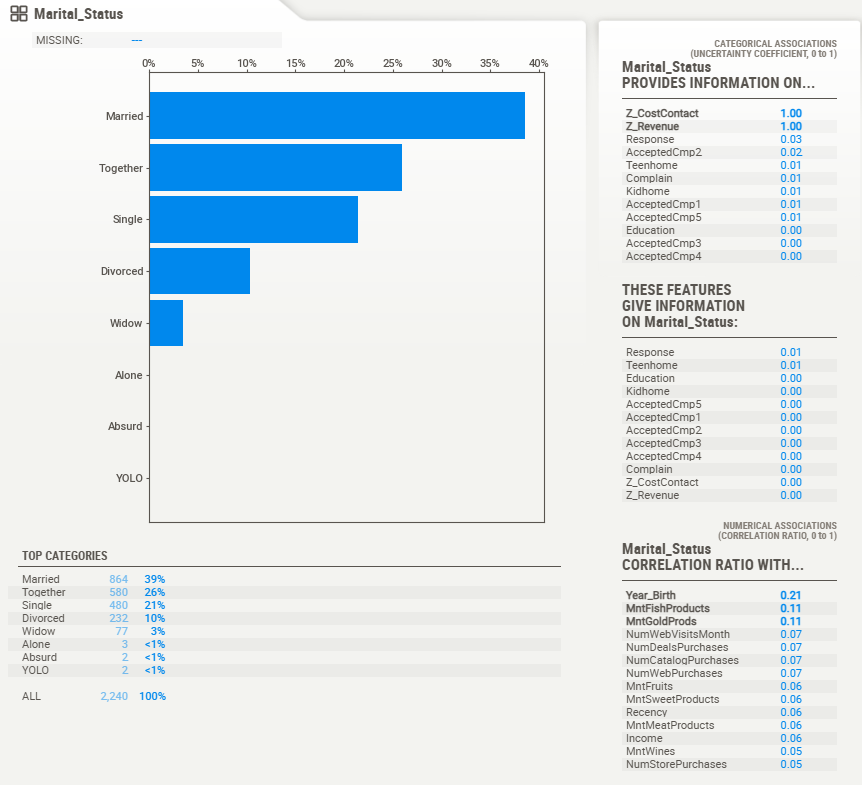 Marital_Status
MISSING: ---
0% 5% 10% 15% 20% 25% 30% 35% 40%
Married
Together
Single
Divorced
Widow
Alone
Absurd
YOLO
TOP CATEGORIES
Married 864 39%
Together 580 26%
Single 480 21%
Divorced 232 10%
Widow 77 3%
Alone 3 <1%
Absurd 2 <1%
YOLO 2 <1%
ALL 2,240 100%
CATEGORICAL ASSOCIATIONS
(UNCERTAINTY COEFFICIENT, 0 to 1)
Marital_Status
PROVIDES INFORMATION ON...
Z_CostContact 1.00
Z_Revenue 1.00
Response 0.03
AcceptedCmp2 0.02
Teenhome 0.01
Complain 0.01
Kidhome 0.01
AcceptedCmp1 0.01
AcceptedCmp5 0.01
Education 0.00
AcceptedCmp3 0.00
AcceptedCmp4 0.00
THESE FEATURES
GIVE INFORMATION
ON Marital_Status:
Response 0.01
Teenhome 0.01
Education 0.00
Kidhome 0.00
AcceptedCmp5 0.00
AcceptedCmp1 0.00
AcceptedCmp2 0.00
AcceptedCmp3 0.00
AcceptedCmp4 0.00
Complain 0.00
Z_CostContact 0.00
Z_Revenue 0.00
NUMERICAL ASSOCIATIONS
(CORRELATION RATIO, 0 to 1)
Marital_Status
CORRELATION RATIO WITH...
Year_Birth 0.21
MntFishProducts 0.11
MntGoldProds 0.11
NumWebVisitsMonth 0.07
NumDealsPurchases 0.07
NumCatalogPurchases 0.07
NumWebPurchases 0.07
MntFruits 0.06
MntSweetProducts 0.06
Recency 0.06
MntMeatProducts 0.06
Income 0.06
MntWines 0.05
NumStorePurchases 0.05